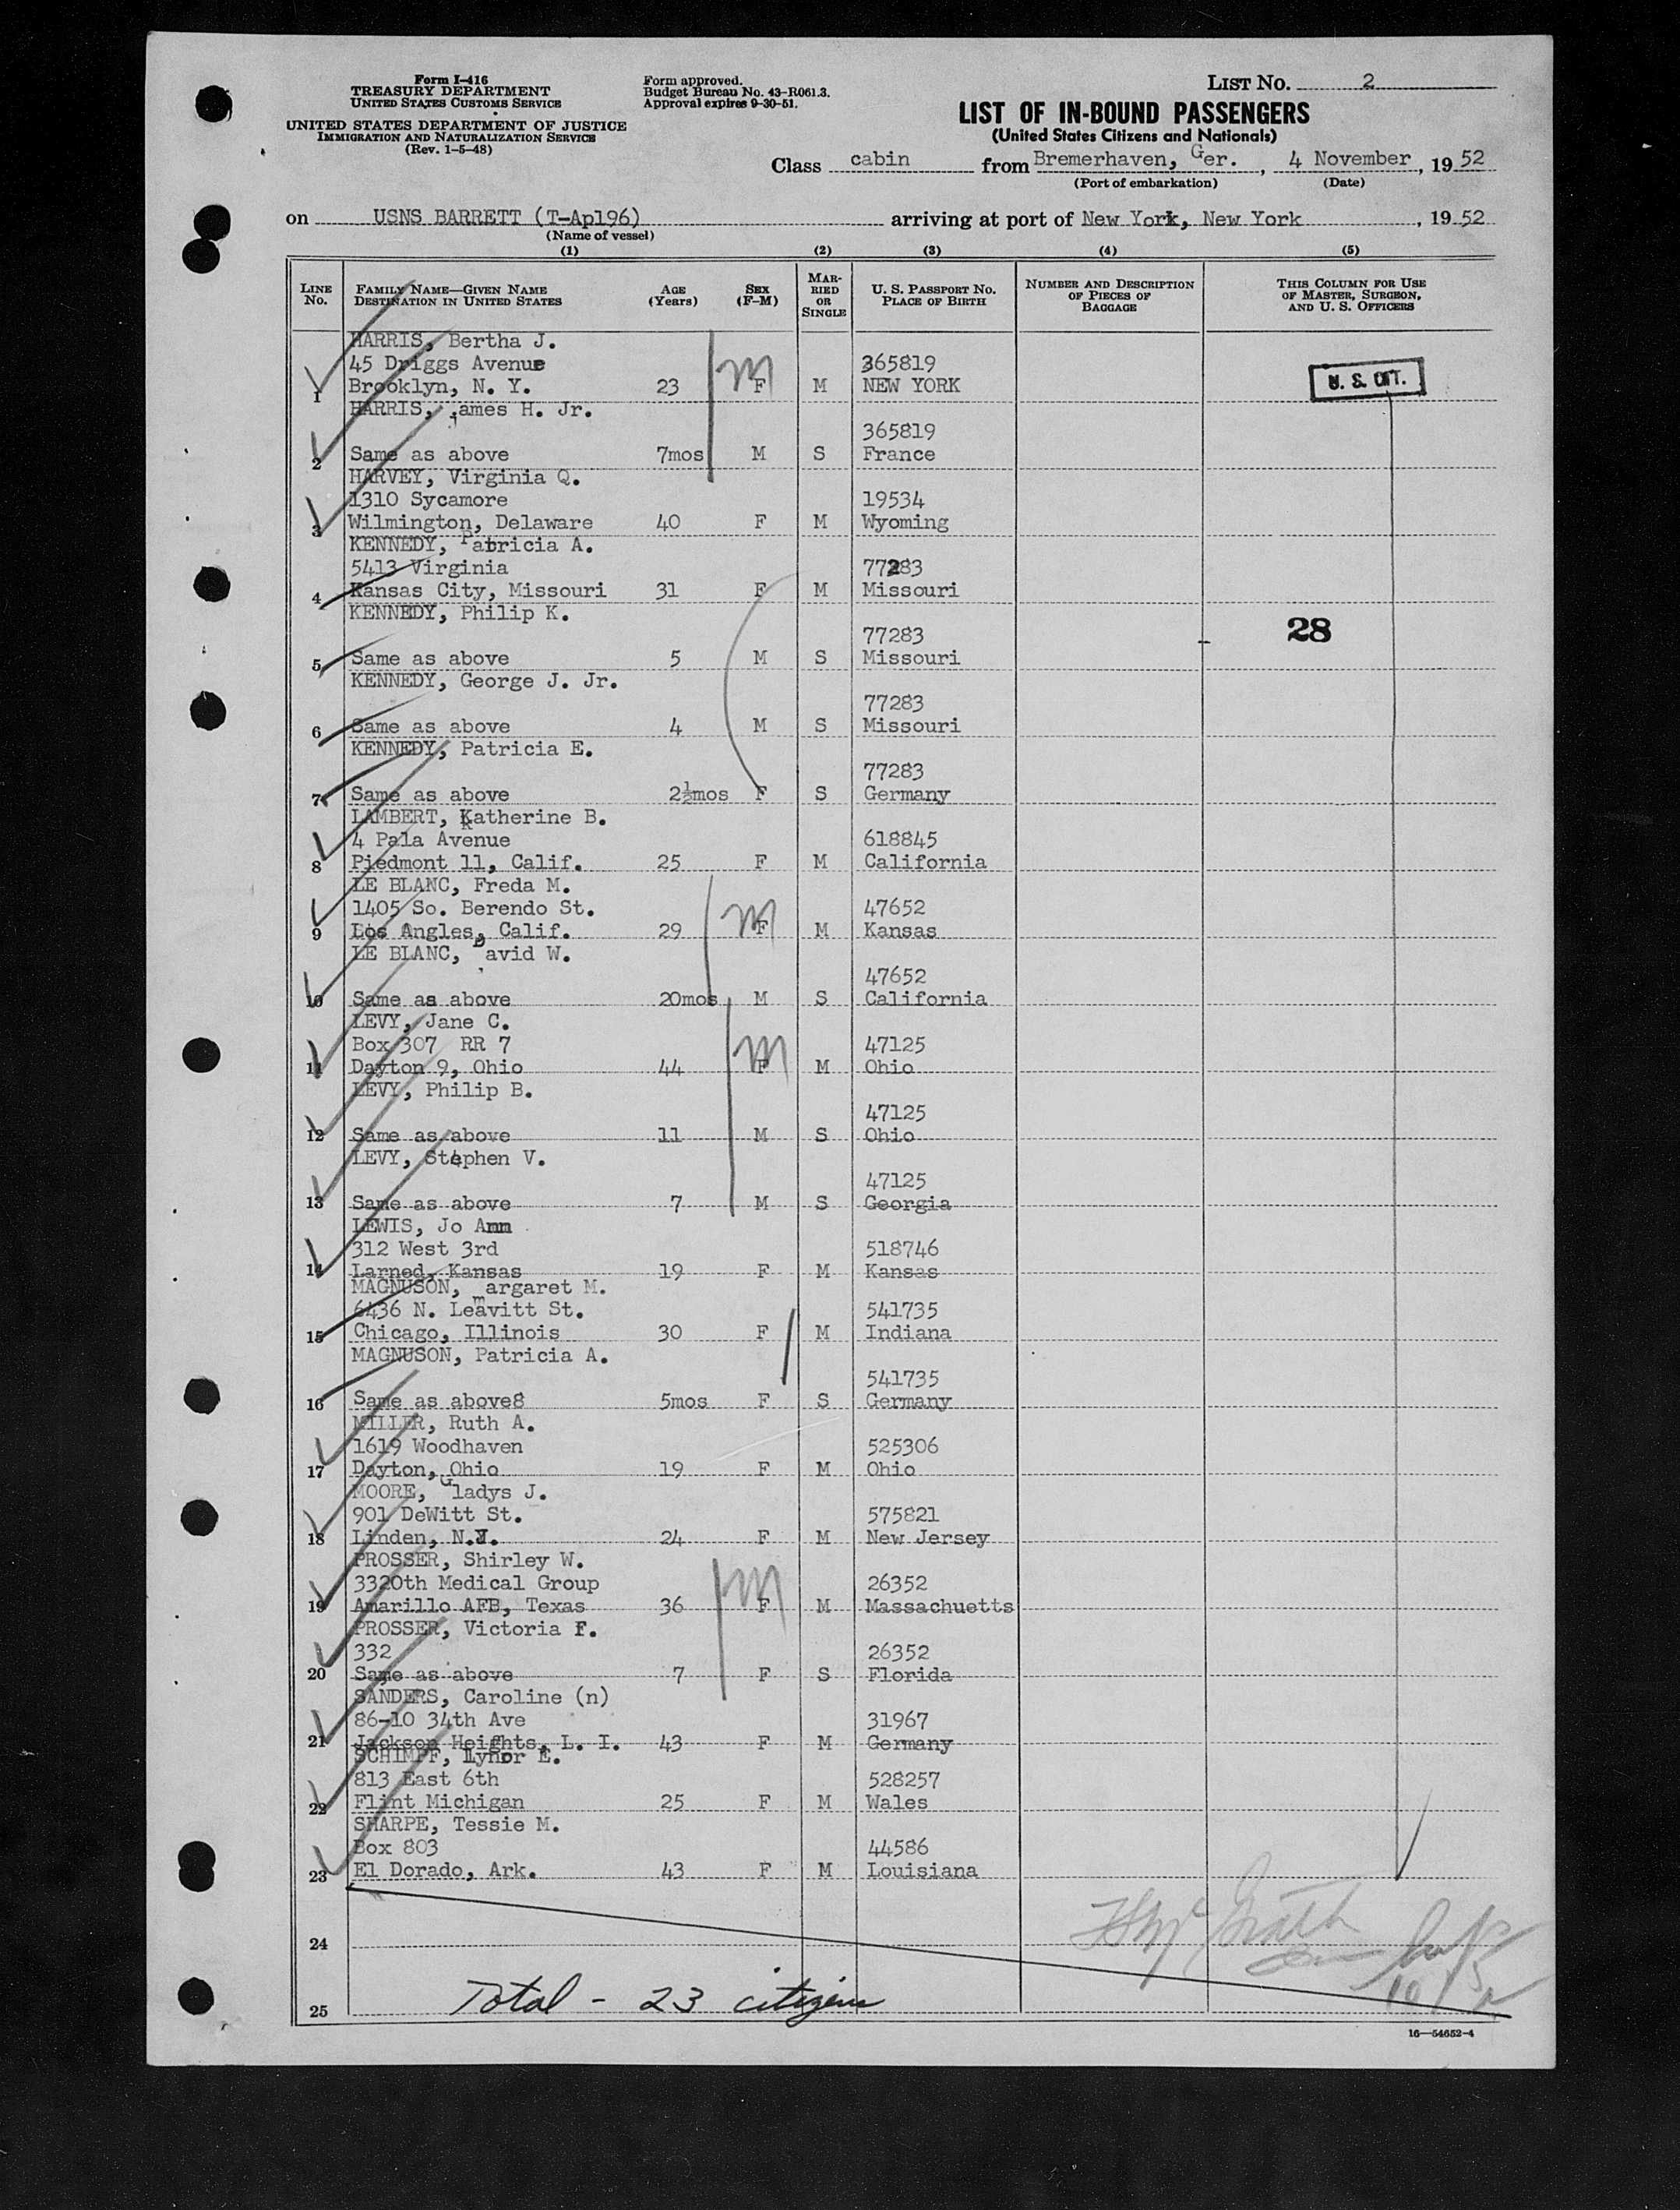 Form I-416
TREASURY DEPARTMENT
UNITED STATES CUSTOMS SERVICE
UNITED STATES DEPARTMENT OF JUSTICE
IMMIGRATION AND NATURALIZATION SERVICE
(Rev. 1-5-48)
Form approved.
Budget Bureau No. 43-R061.3.
Approval expires 9-30-51.
LIST NO. 2
LIST OF IN-BOUND PASSENGERS
(United States Citizens and Nationals)
Class cabin from Bremerhaven, Ger., 4 November, 19 52
(Port of embarkation) (Date)
on USNS BARRETT (T-Ap196) arriving at port of New York, New York, 19 52
(Name of vessel)
(1) (2) (3) (4) (5)
LINE NO. FAMILY NAME—GIVEN NAME DESTINATION IN UNITED STATES AGE (Years) SEX (F-M) MARRIED OR SINGLE U. S. PASSPORT NO. PLACE OF BIRTH NUMBER AND DESCRIPTION OF PIECES OF BAGGAGE THIS COLUMN FOR USE OF MASTER, SURGEON, AND U. S. OFFICERS
HARRIS, Bertha J.
45 Driggs Avenue m 365819
1 Brooklyn, N. Y. 23 F M NEW YORK U. S. CIT.
HARRIS, James H. Jr.
365819
2 Same as above 7mos M S France
HARVEY, Virginia Q.
1310 Sycamore 19534
3 Wilmington, Delaware 40 F M Wyoming
KENNEDY, Patricia A.
5413 Virginia 77283
4 Kansas City, Missouri 31 F M Missouri
KENNEDY, Philip K.
77283 28
5 Same as above 5 M S Missouri
KENNEDY, George J. Jr.
77283
6 Same as above 4 M S Missouri
KENNEDY, Patricia E.
77283
7 Same as above 2½mos F S Germany
LAMBERT, Katherine B.
4 Pala Avenue 618845
8 Piedmont 11, Calif. 25 F M California
LE BLANC, Freda M.
1405 So. Berendo St. m 47652
9 Los Angles, Calif. 29 F M Kansas
LE BLANC, David W.
47652
10 Same as above 20mos M S California
LEVY, Jane C.
Box 307 RR 7 m 47125
11 Dayton 9, Ohio 44 F M Ohio
LEVY, Philip B.
47125
12 Same as above 11 M S Ohio
LEVY, Stephen V.
47125
13 Same as above 7 M S Georgia
LEWIS, Jo Ann
312 West 3rd 518746
14 Larned, Kansas 19 F M Kansas
MAGNUSON, margaret M.
6436 N. Leavitt St. 541735
15 Chicago, Illinois 30 F M Indiana
MAGNUSON, Patricia A.
541735
16 Same as above8 5mos F S Germany
MILLER, Ruth A.
1619 Woodhaven 525306
17 Dayton, Ohio 19 F M Ohio
MOORE, Gladys J.
901 DeWitt St. 575821
18 Linden, N.J. 24 F M New Jersey
PROSSER, Shirley W.
3320th Medical Group m 26352
19 Amarillo AFB, Texas 36 F M Massachuetts
PROSSER, Victoria F.
332 26352
20 Same as above 7 F S Florida
SANDERS, Caroline (n)
86-10 34th Ave 31967
21 Jackson Heights, L. I. 43 F M Germany
SCHIMPF, Lynor E.
813 East 6th 528257
22 Flint Michigan 25 F M Wales
SHARPE, Tessie M.
Box 803 44586
23 El Dorado, Ark. 43 F M Louisiana
24
25 Total - 23 citizens
16—54652-4